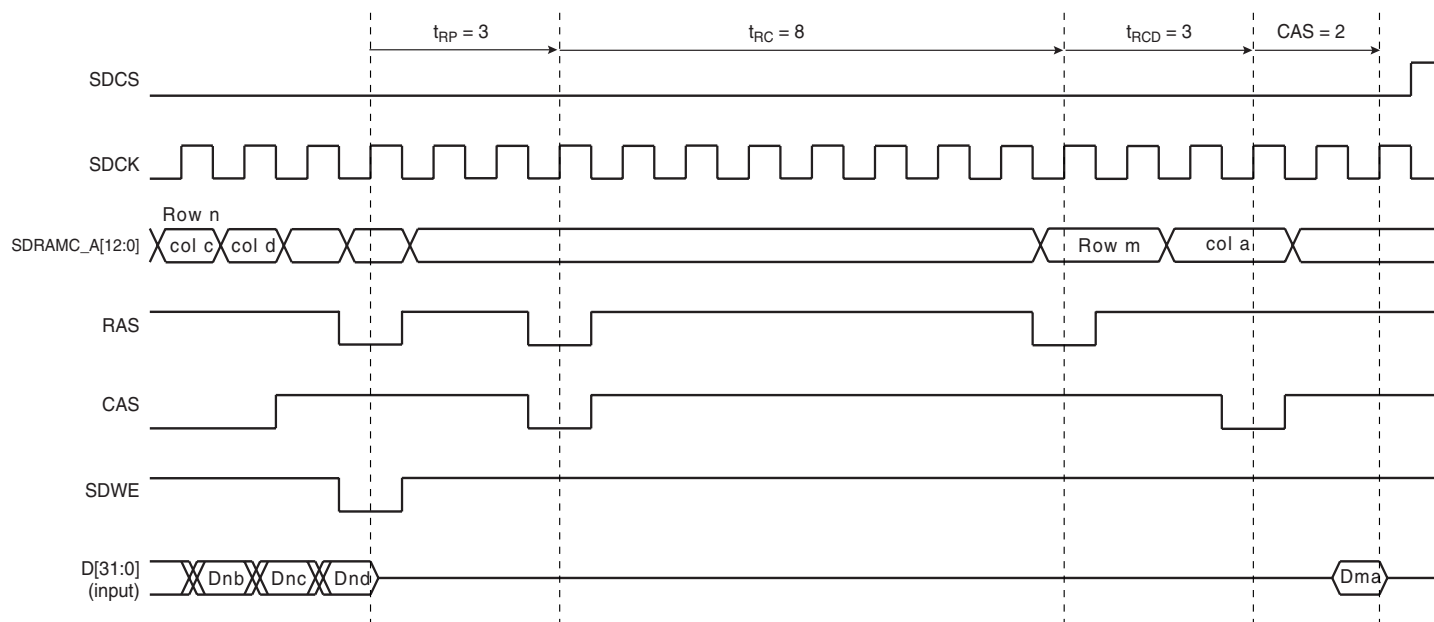 tRP = 3 tRC = 8 tRCD = 3 CAS = 2
SDCS
SDCK
Row n
SDRAMC_A[12:0] col c col d Row m col a
RAS
CAS
SDWE
D[31:0]
(input) Dnb Dnc Dnd Dma